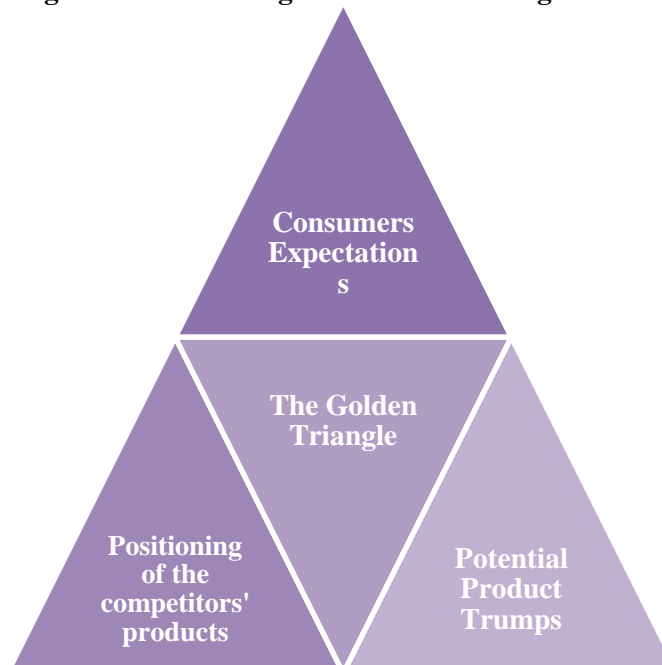 Consumers
Expectation
s
The Golden
Triangle
Positioning
of the
competitors'
products
Potential
Product
Trumps